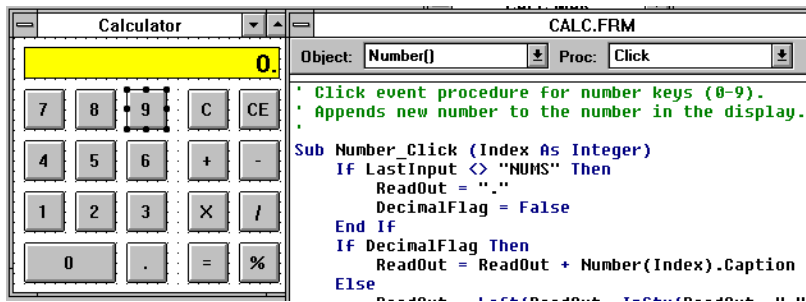 Calculator
0.
7 8 9 C CE
4 5 6 + -
1 2 3 X /
0 . = %
CALC.FRM
Object: Number() Proc: Click
' Click event procedure for number keys (0-9).
' Appends new number to the number in the display.
'
Sub Number_Click (Index As Integer)
If LastInput <> "NUMS" Then
ReadOut = "."
DecimalFlag = False
End If
If DecimalFlag Then
ReadOut = ReadOut + Number(Index).Caption
Else